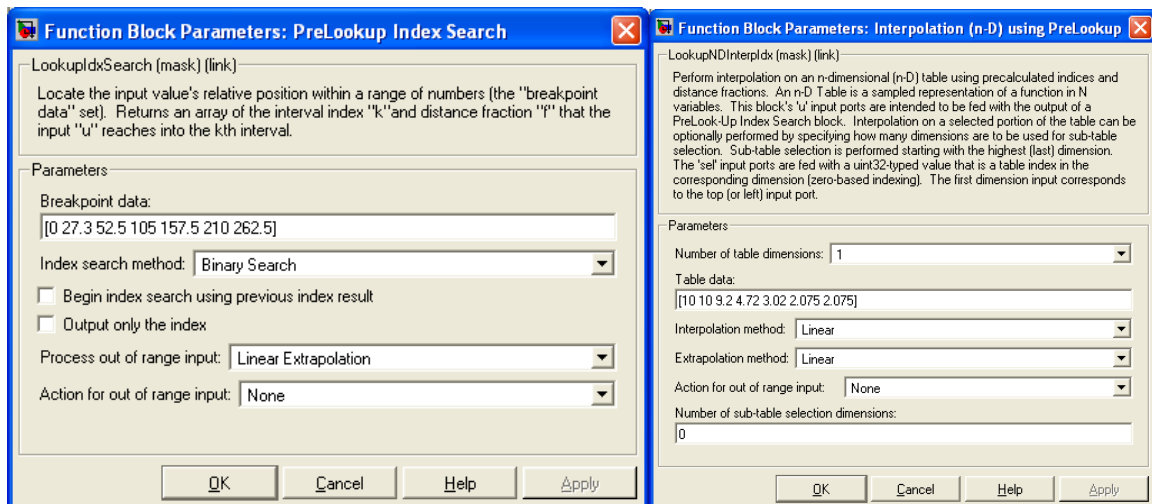 Function Block Parameters: PreLookup Index Search
LookupIdxSearch (mask) (link)
Locate the input value's relative position within a range of numbers (the "breakpoint
data" set). Returns an array of the interval index "k"and distance fraction "f" that the
input "u" reaches into the kth interval.
Parameters
Breakpoint data:
[0 27.3 52.5 105 157.5 210 262.5]
Index search method: Binary Search
Begin index search using previous index result
Output only the index
Process out of range input: Linear Extrapolation
Action for out of range input: None
OK Cancel Help Apply
Function Block Parameters: Interpolation (n-D) using PreLookup
LookupNDInterpIdx (mask) (link)
Perform interpolation on an n-dimensional (n-D) table using precalculated indices and
distance fractions. An n-D Table is a sampled representation of a function in N
variables. This block's 'u' input ports are intended to be fed with the output of a
PreLook-Up Index Search block. Interpolation on a selected portion of the table can be
optionally performed by specifying how many dimensions are to be used for sub-table
selection. Sub-table selection is performed starting with the highest (last) dimension.
The 'sel' input ports are fed with a uint32-typed value that is a table index in the
corresponding dimension (zero-based indexing). The first dimension input corresponds
to the top (or left) input port.
Parameters
Number of table dimensions: 1
Table data:
[10 10 9.2 4.72 3.02 2.075 2.075]
Interpolation method: Linear
Extrapolation method: Linear
Action for out of range input: None
Number of sub-table selection dimensions:
0
OK Cancel Help Apply